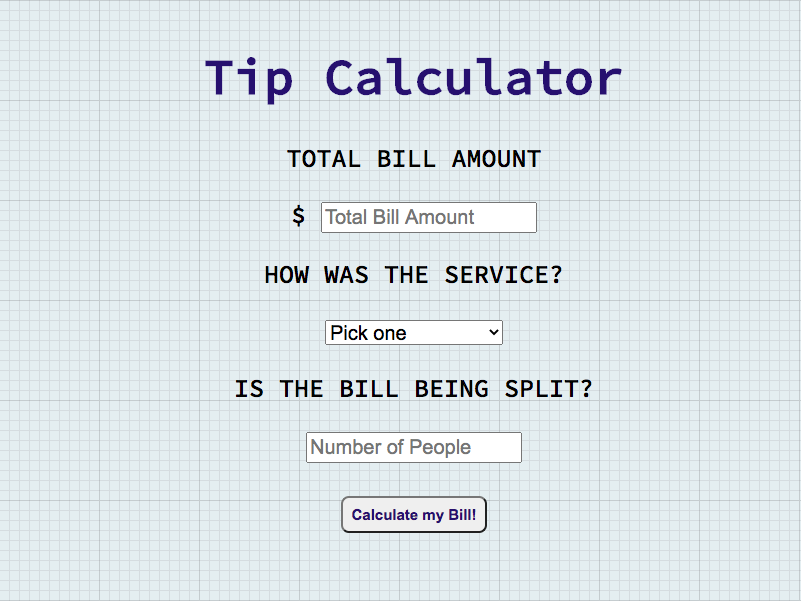 Tip Calculator
TOTAL BILL AMOUNT
$ Total Bill Amount
HOW WAS THE SERVICE?
Pick one
IS THE BILL BEING SPLIT?
Number of People
Calculate my Bill!